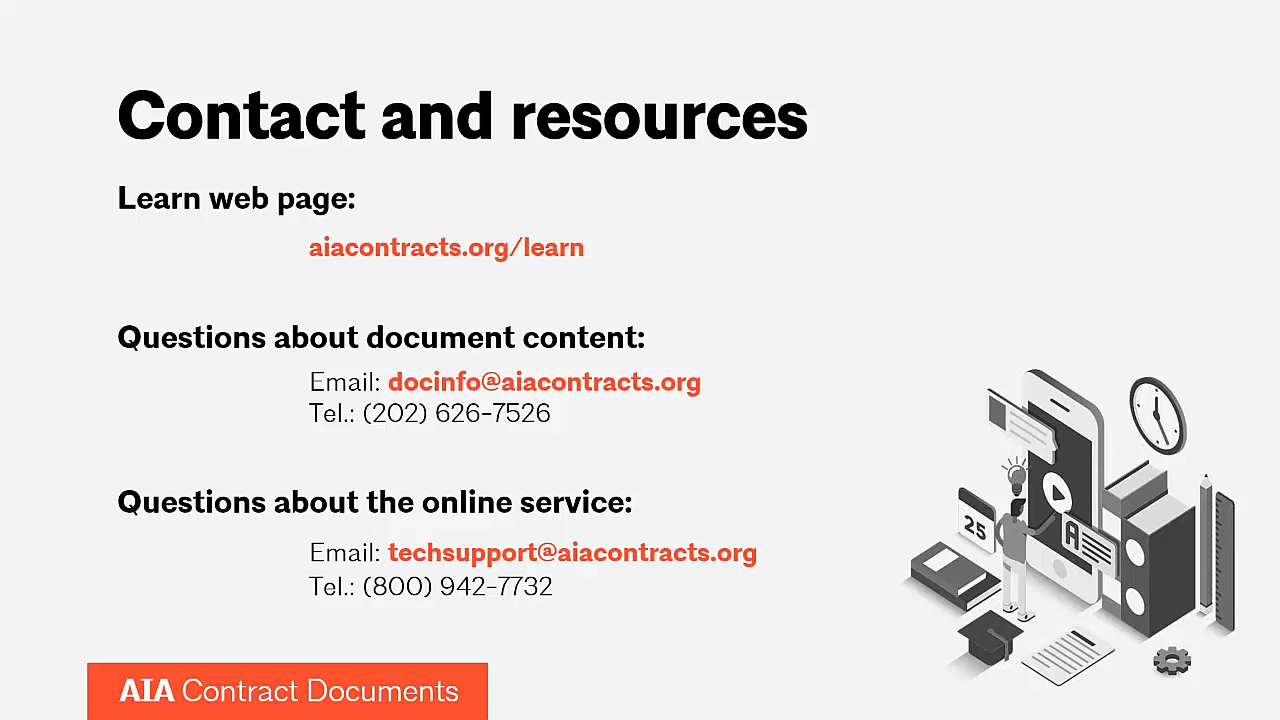 Contact and resources
Learn web page:
aiacontracts.org/learn
Questions about document content:
Email: docinfo@aiacontracts.org
Tel.: (202) 626-7526
Questions about the online service:
Email: techsupport@aiacontracts.org
Tel.: (800) 942-7732
25
A
AIA Contract Documents